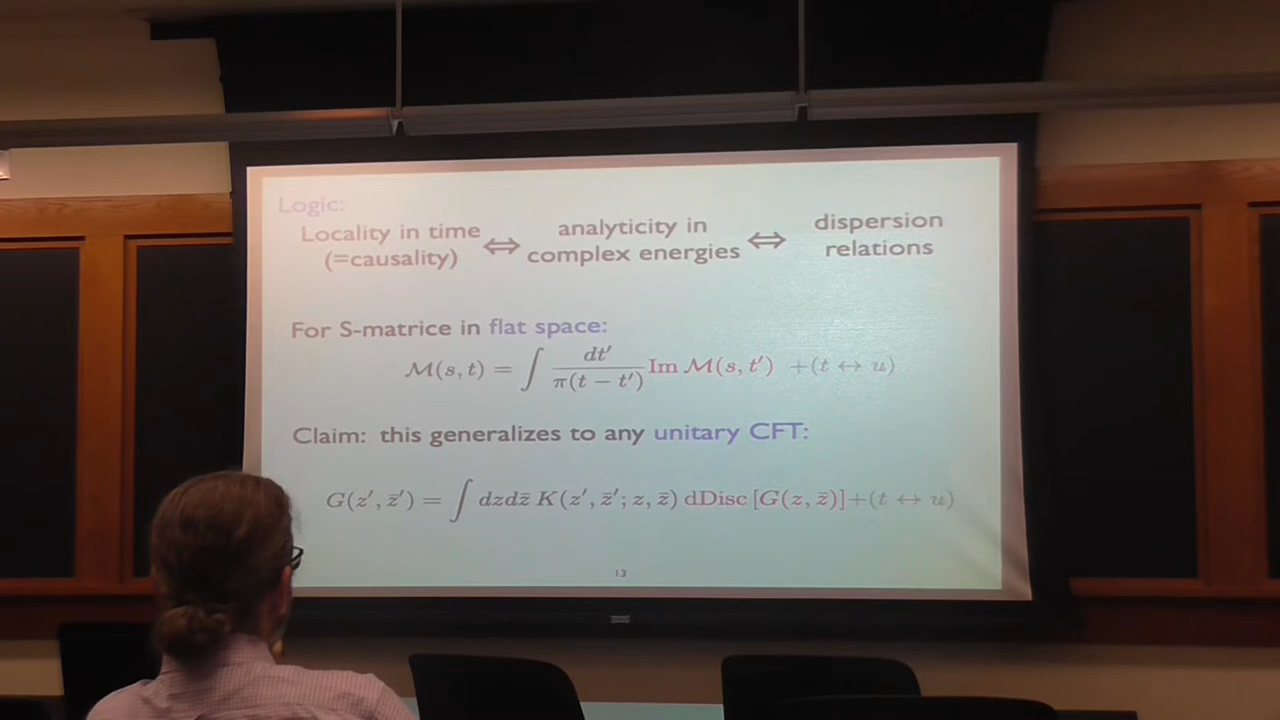 Logic:
Locality in time ⇔ analyticity in ⇔ dispersion
(=causality) complex energies relations
For S-matrice in flat space:
M(s, t) = ∫ dt′ / π(t − t′) Im M(s, t′) +(t ↔ u)
Claim: this generalizes to any unitary CFT:
G(z′, z̄′) = ∫ dzdz̄ K(z′, z̄′; z, z̄) dDisc [G(z, z̄)]+(t ↔ u)
13